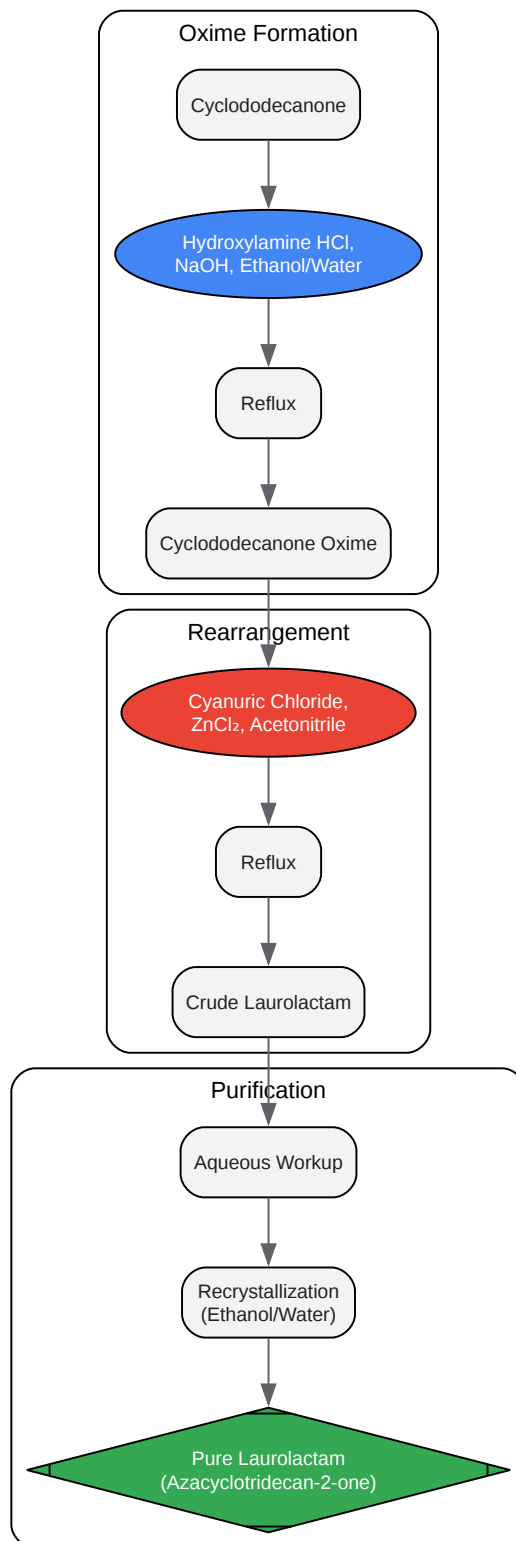 Oxime Formation
Cyclododecanone
Hydroxylamine HCl,
NaOH, Ethanol/Water
Reflux
Cyclododecanone Oxime
Rearrangement
Cyanuric Chloride,
ZnCl₂, Acetonitrile
Reflux
Crude Laurolactam
Purification
Aqueous Workup
Recrystallization
(Ethanol/Water)
Pure Laurolactam
(Azacyclotridecan-2-one)